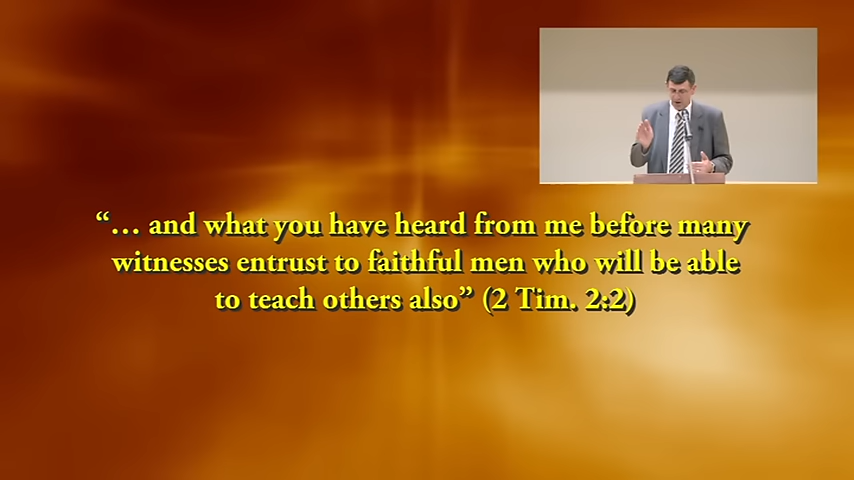 “… and what you have heard from me before many
witnesses entrust to faithful men who will be able
to teach others also” (2 Tim. 2:2)